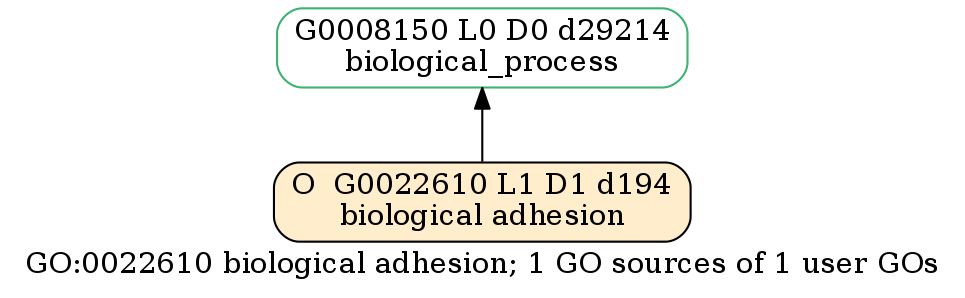 G0008150 L0 D0 d29214
biological_process
O  G0022610 L1 D1 d194
biological adhesion
GO:0022610 biological adhesion; 1 GO sources of 1 user GOs